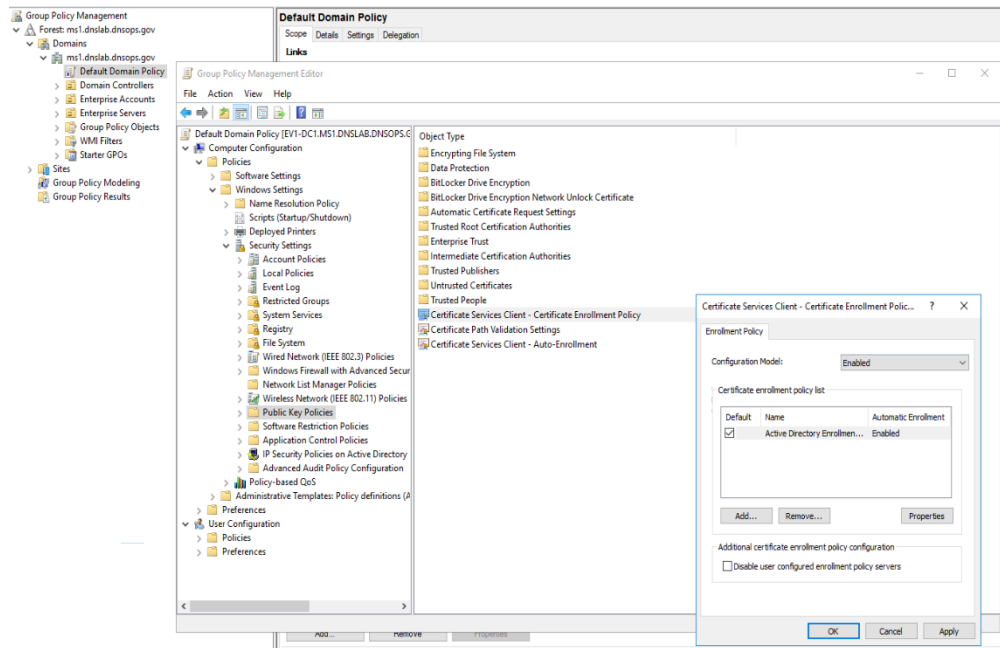 Group Policy Management
Forest: ms1.dnslab.dnsops.gov
Domains
ms1.dnslab.dnsops.gov
Default Domain Policy
Domain Controllers
Enterprise Accounts
Enterprise Servers
Group Policy Objects
WMI Filters
Starter GPOs
Sites
Group Policy Modeling
Group Policy Results
Default Domain Policy
Scope Details Settings Delegation
Links
Group Policy Management Editor
File Action View Help
Default Domain Policy [EV1-DC1.MS1.DNSLAB.DNSOPS.G
Computer Configuration
Policies
Software Settings
Windows Settings
Name Resolution Policy
Scripts (Startup/Shutdown)
Deployed Printers
Security Settings
Account Policies
Local Policies
Event Log
Restricted Groups
System Services
Registry
File System
Wired Network (IEEE 802.3) Policies
Windows Firewall with Advanced Secur
Network List Manager Policies
Wireless Network (IEEE 802.11) Policies
Public Key Policies
Software Restriction Policies
Application Control Policies
IP Security Policies on Active Directory
Advanced Audit Policy Configuration
Policy-based QoS
Administrative Templates: Policy definitions (A
Preferences
User Configuration
Policies
Preferences
Object Type
Encrypting File System
Data Protection
BitLocker Drive Encryption
BitLocker Drive Encryption Network Unlock Certificate
Automatic Certificate Request Settings
Trusted Root Certification Authorities
Enterprise Trust
Intermediate Certification Authorities
Trusted Publishers
Untrusted Certificates
Trusted People
Certificate Services Client - Certificate Enrollment Policy
Certificate Path Validation Settings
Certificate Services Client - Auto-Enrollment
Certificate Services Client - Certificate Enrollment Polic... ?
Enrollment Policy
Configuration Model: Enabled
Certificate enrollment policy list
Default Name Automatic Enrollment
Active Directory Enrollmen... Enabled
Add... Remove... Properties
Additional certificate enrollment policy configuration
Disable user configured enrollment policy servers
OK Cancel Apply
Add... Remove Properties